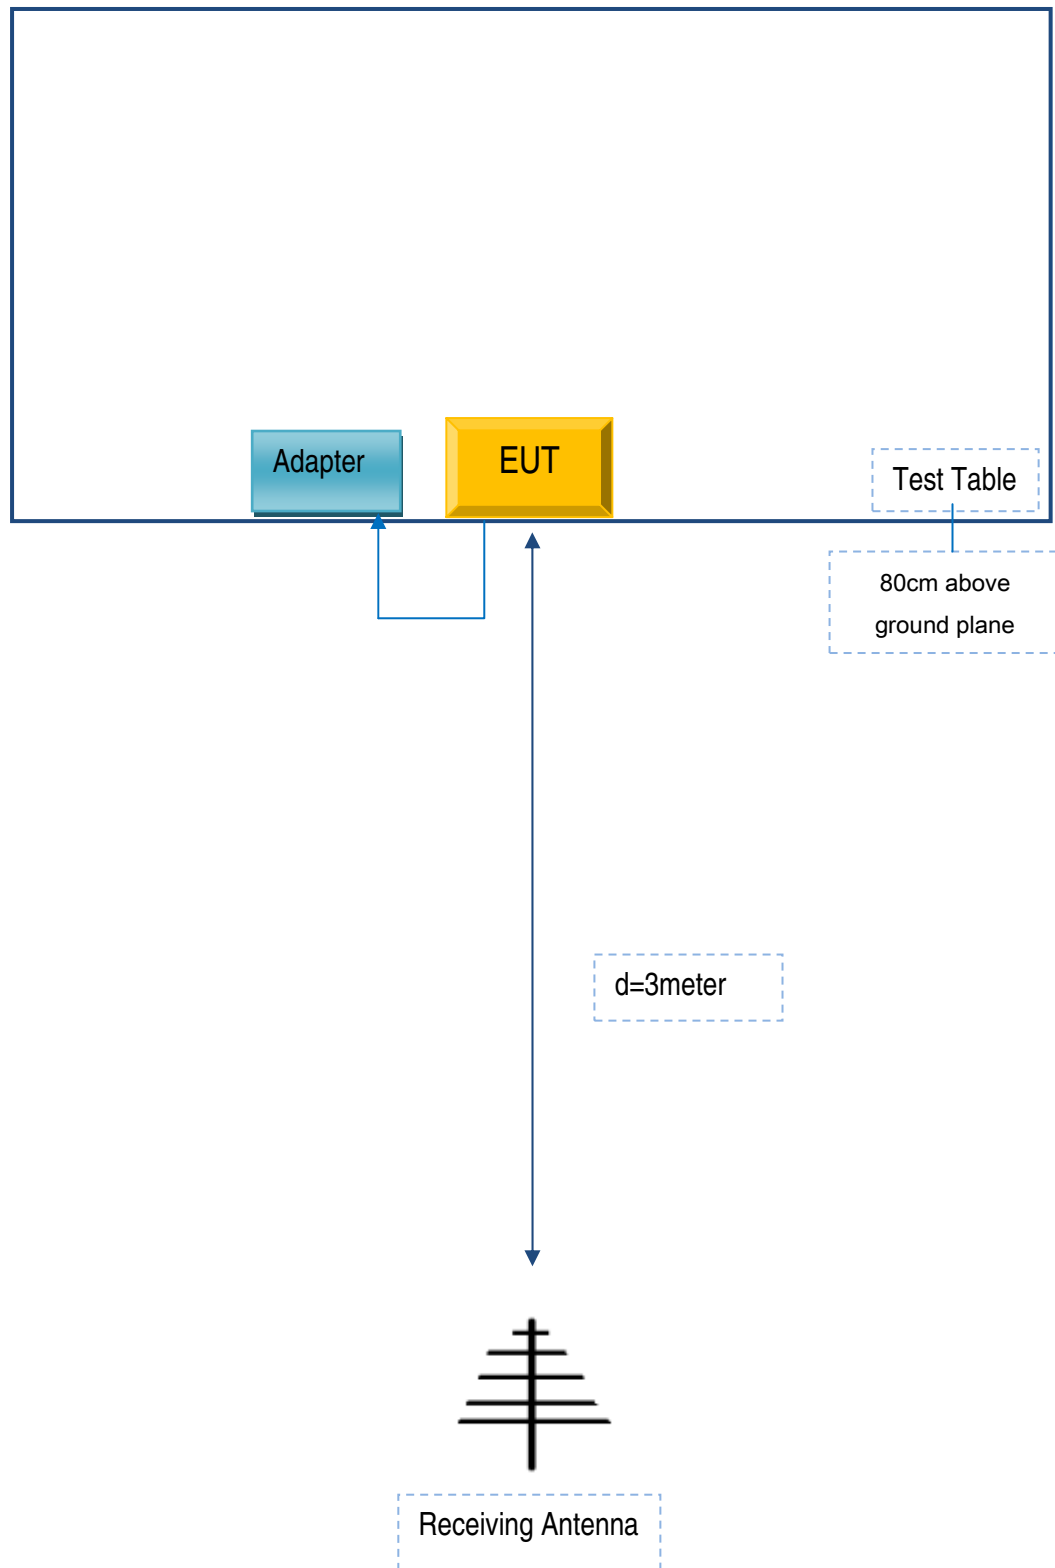 Adapter
EUT
Test Table
80cm above
ground plane
d=3meter
Receiving Antenna